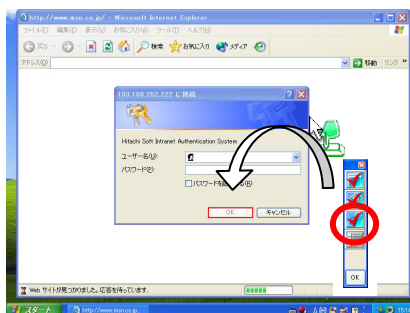 http://www.msn.co.jp/ - Microsoft Internet Explorer
ファイル(F) 編集(E) 表示(V) お気に入り(A) ツール(T) ヘルプ(H)
戻る 検索 お気に入り メディア
アドレス(D) 移動 リンク »
133.108.252.222 に接続
Hitachi Soft Intranet Authentication System
ユーザー名(U):
パスワード(P):
パスワードを記憶する(R)
OK キャンセル
OK
Web サイトが見つかりました。応答を待っています...
スタート http://www.msn.co.jp...